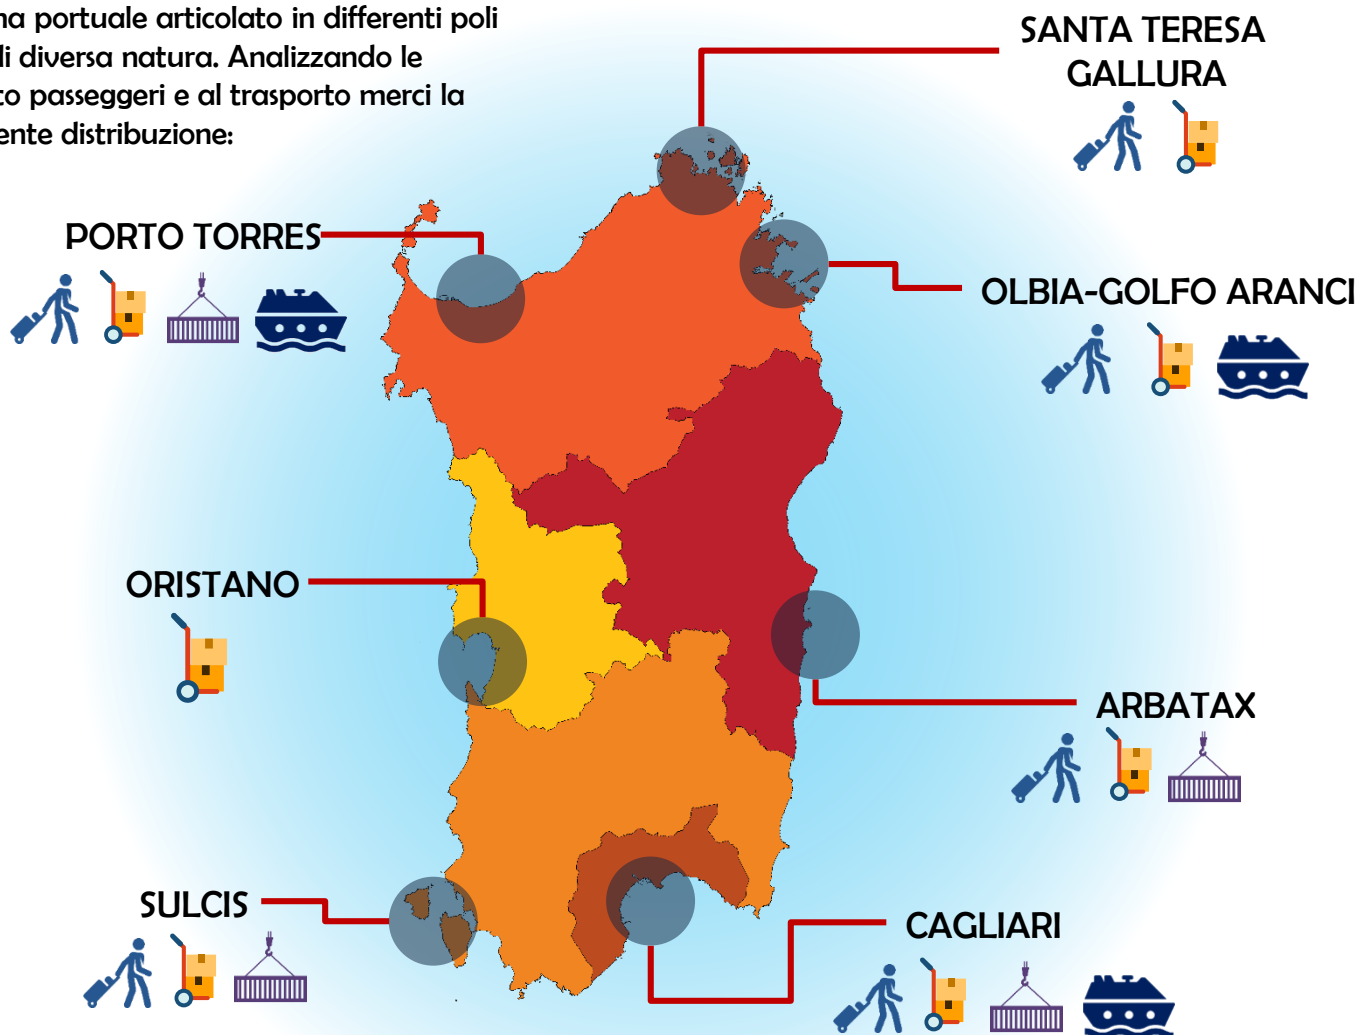 na portuale articolato in differenti poli
di diversa natura. Analizzando le
to passeggeri e al trasporto merci la
ente distribuzione:
SANTA TERESA
GALLURA
PORTO TORRES
OLBIA-GOLFO ARANCI
ORISTANO
ARBATAX
SULCIS
CAGLIARI